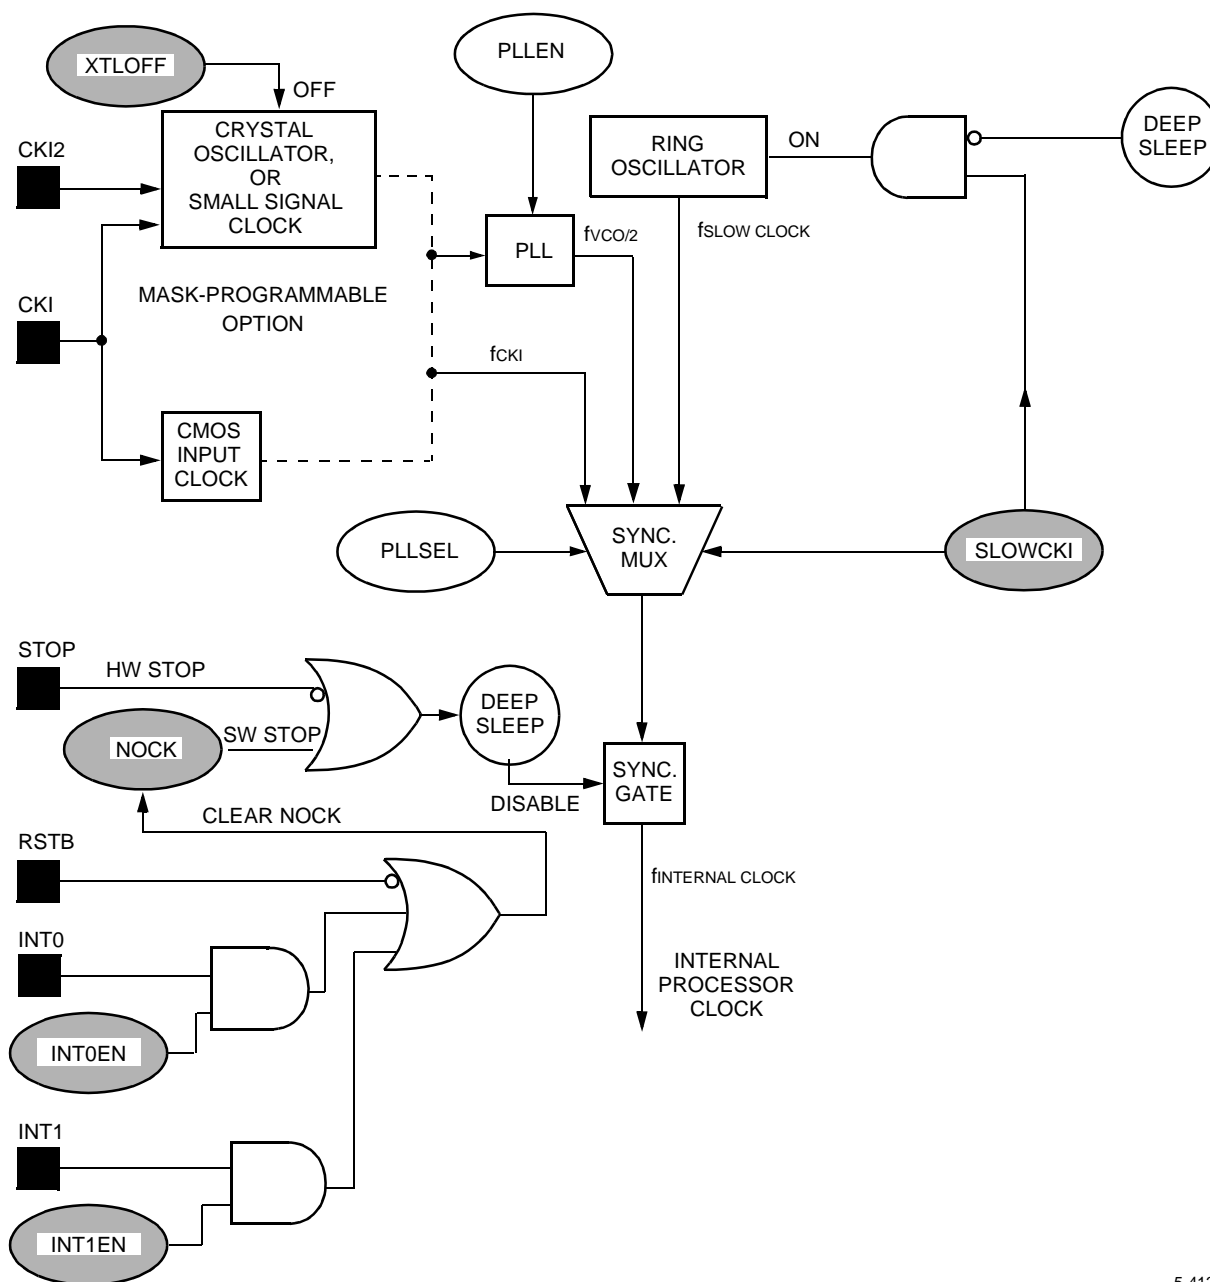 XTLOFF
PLLEN
OFF
CKI2
CRYSTAL
OSCILLATOR,
OR
SMALL SIGNAL
CLOCK
RING
OSCILLATOR
ON
DEEP
SLEEP
fVCO/2
fSLOW CLOCK
PLL
CKI
MASK-PROGRAMMABLE
OPTION
fCKI
CMOS
INPUT
CLOCK
PLLSEL
SYNC.
MUX
SLOWCKI
STOP
HW STOP
DEEP
SLEEP
NOCK
SW STOP
SYNC.
GATE
DISABLE
CLEAR NOCK
RSTB
fINTERNAL CLOCK
INT0
INTERNAL
PROCESSOR
CLOCK
INT0EN
INT1
INT1EN